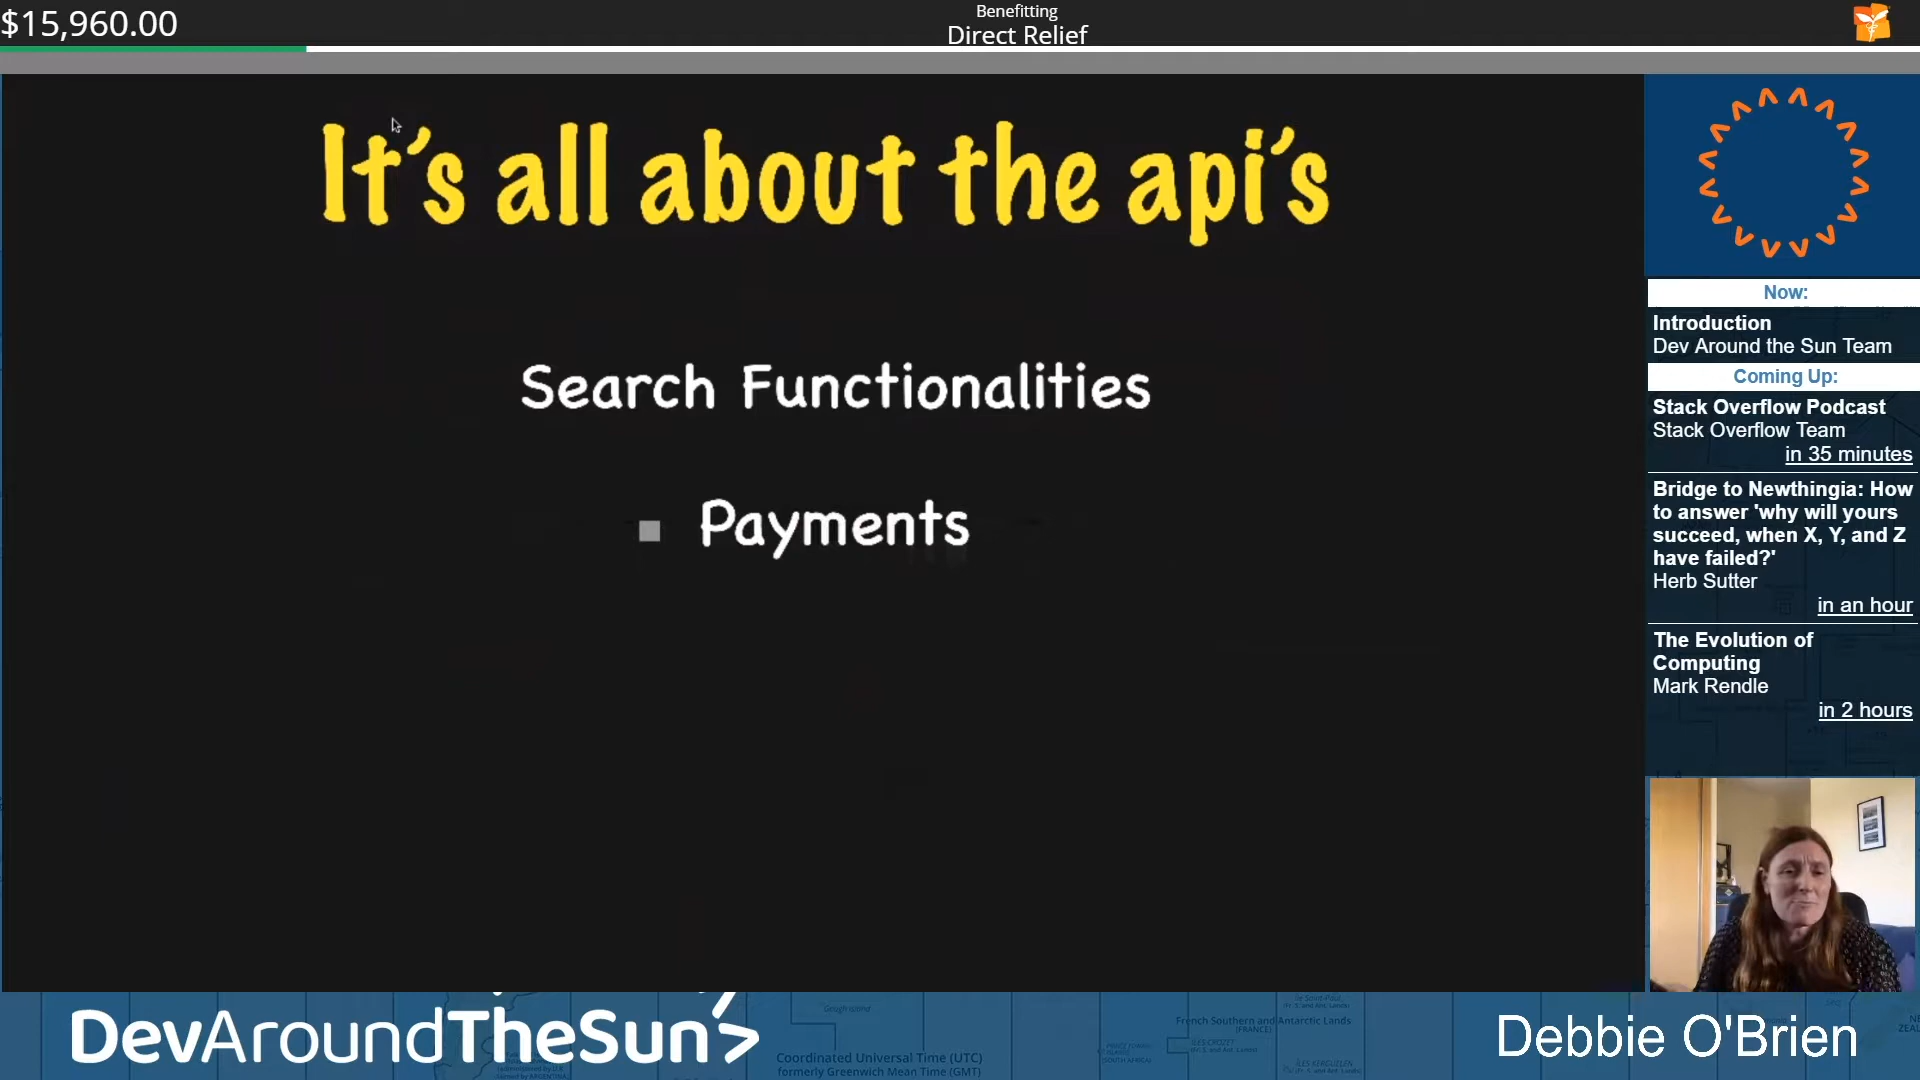 $15,960.00
Benefitting
Direct Relief
It's all about the api's
Search Functionalities
Payments
Now:
Introduction
Dev Around the Sun Team
Coming Up:
Stack Overflow Podcast
Stack Overflow Team
in 35 minutes
Bridge to Newthingia: How
to answer 'why will yours
succeed, when X, Y, and Z
have failed?'
Herb Sutter
in an hour
The Evolution of
Computing
Mark Rendle
in 2 hours
DevAroundTheSun
Gough Island
Coordinated Universal Time (UTC)
formerly Greenwich Mean Time (GMT)
French Southern and Antarctic Lands
(FRANCE)
Debbie O'Brien